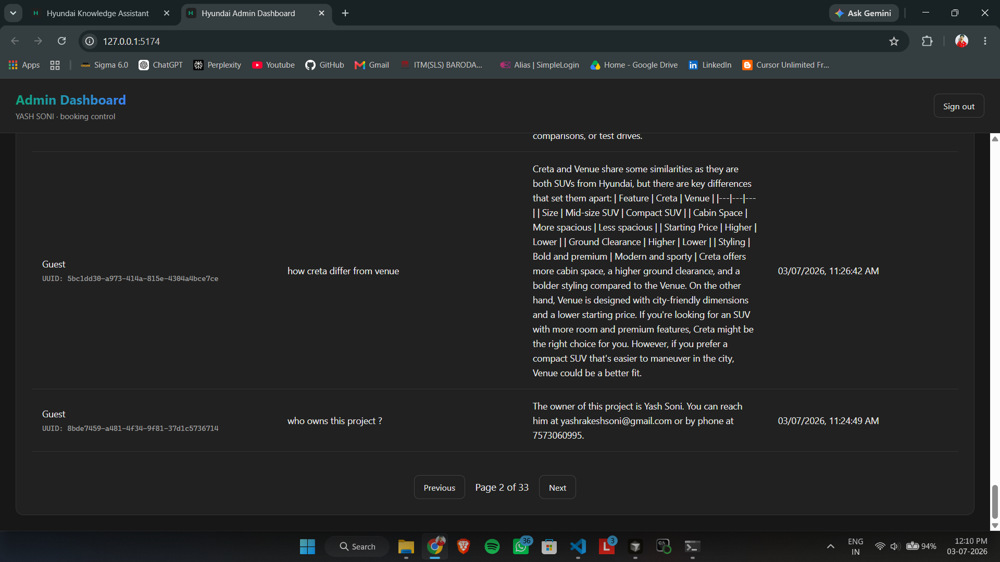 Hyundai Knowledge Assistant
Hyundai Admin Dashboard
Ask Gemini
127.0.0.1:5174
Apps
Sigma 6.0
ChatGPT
Perplexity
Youtube
GitHub
Gmail
ITM(SLS) BARODA...
Alias | SimpleLogin
Home - Google Drive
LinkedIn
Cursor Unlimited Fr...
Admin Dashboard
YASH SONI · booking control
Sign out
comparisons, or test drives.
Guest
UUID: 5bc1dd30-a973-414a-815e-4304a4bce7ce
how creta differ from venue
Creta and Venue share some similarities as they are
both SUVs from Hyundai, but there are key differences
that set them apart: | Feature | Creta | Venue | |---|---|---
| | Size | Mid-size SUV | Compact SUV | | Cabin Space |
More spacious | Less spacious | | Starting Price | Higher |
Lower | | Ground Clearance | Higher | Lower | | Styling |
Bold and premium | Modern and sporty | Creta offers
more cabin space, a higher ground clearance, and a
bolder styling compared to the Venue. On the other
hand, Venue is designed with city-friendly dimensions
and a lower starting price. If you're looking for an SUV
with more room and premium features, Creta might be
the right choice for you. However, if you prefer a
compact SUV that's easier to maneuver in the city,
Venue could be a better fit.
03/07/2026, 11:26:42 AM
Guest
UUID: 8bde7459-a481-4f34-9f81-37d1c5736714
who owns this project ?
The owner of this project is Yash Soni. You can reach
him at yashrakeshsoni@gmail.com or by phone at
7573060995.
03/07/2026, 11:24:49 AM
Previous
Page 2 of 33
Next
Search
36
3
ENG
IN
94%
12:10 PM
03-07-2026